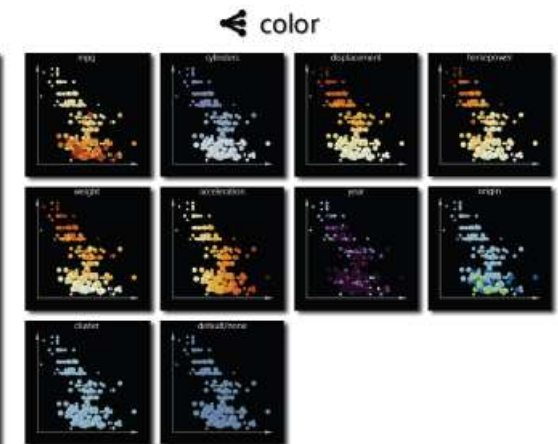 color
mpg
cylinders
displacement
horsepower
weight
acceleration
year
origin
cluster
default/none